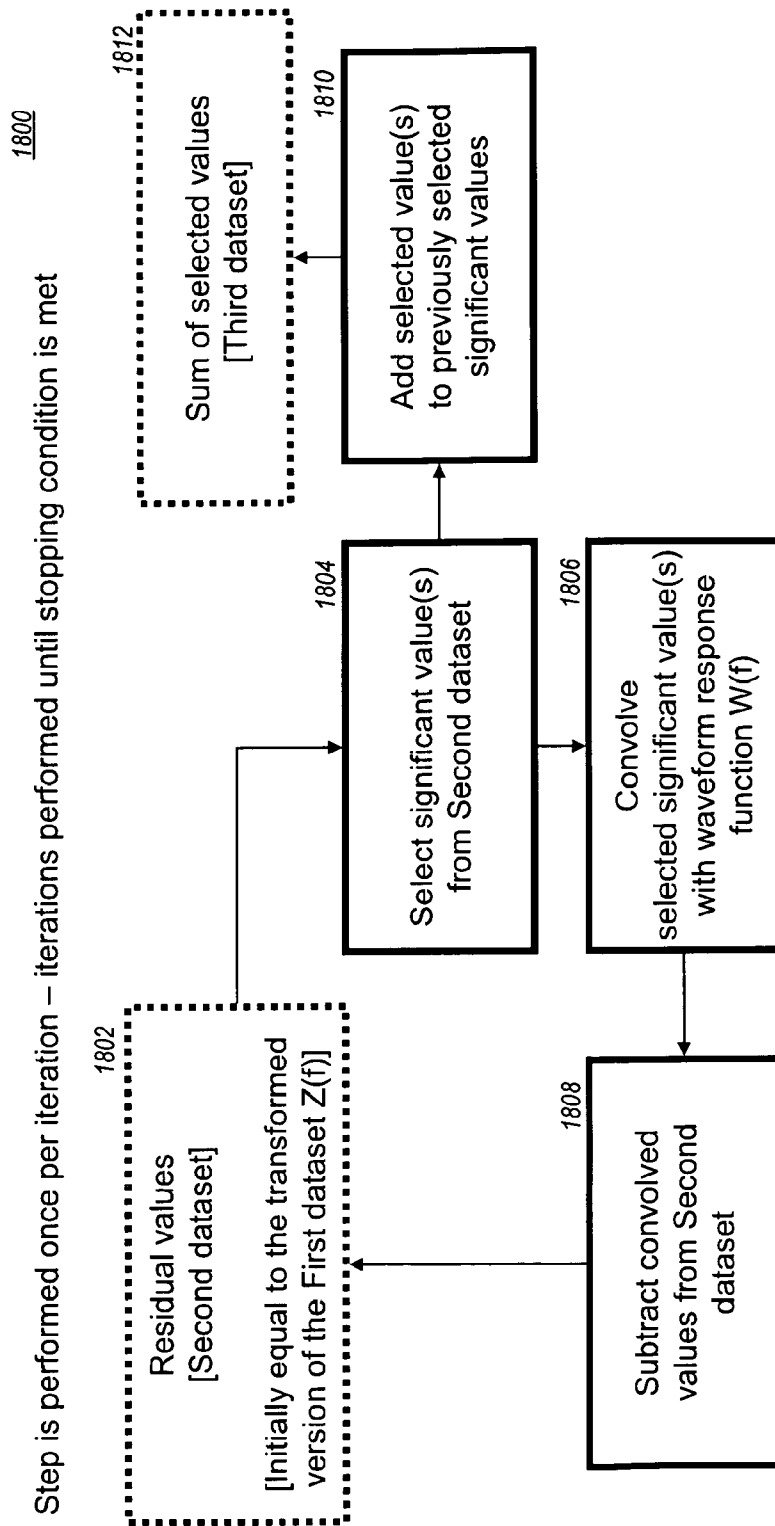 Step is performed once per iteration – iterations performed until stopping condition is met
1800
1802
Residual values
[Second dataset]
[Initially equal to the transformed
version of the First dataset Z(f)]
1804
Select significant value(s)
from Second dataset
1806
Convolve
selected significant value(s)
with waveform response
function W(f)
1808
Subtract convolved
values from Second
dataset
1810
Add selected value(s)
to previously selected
significant values
1812
Sum of selected values
[Third dataset]